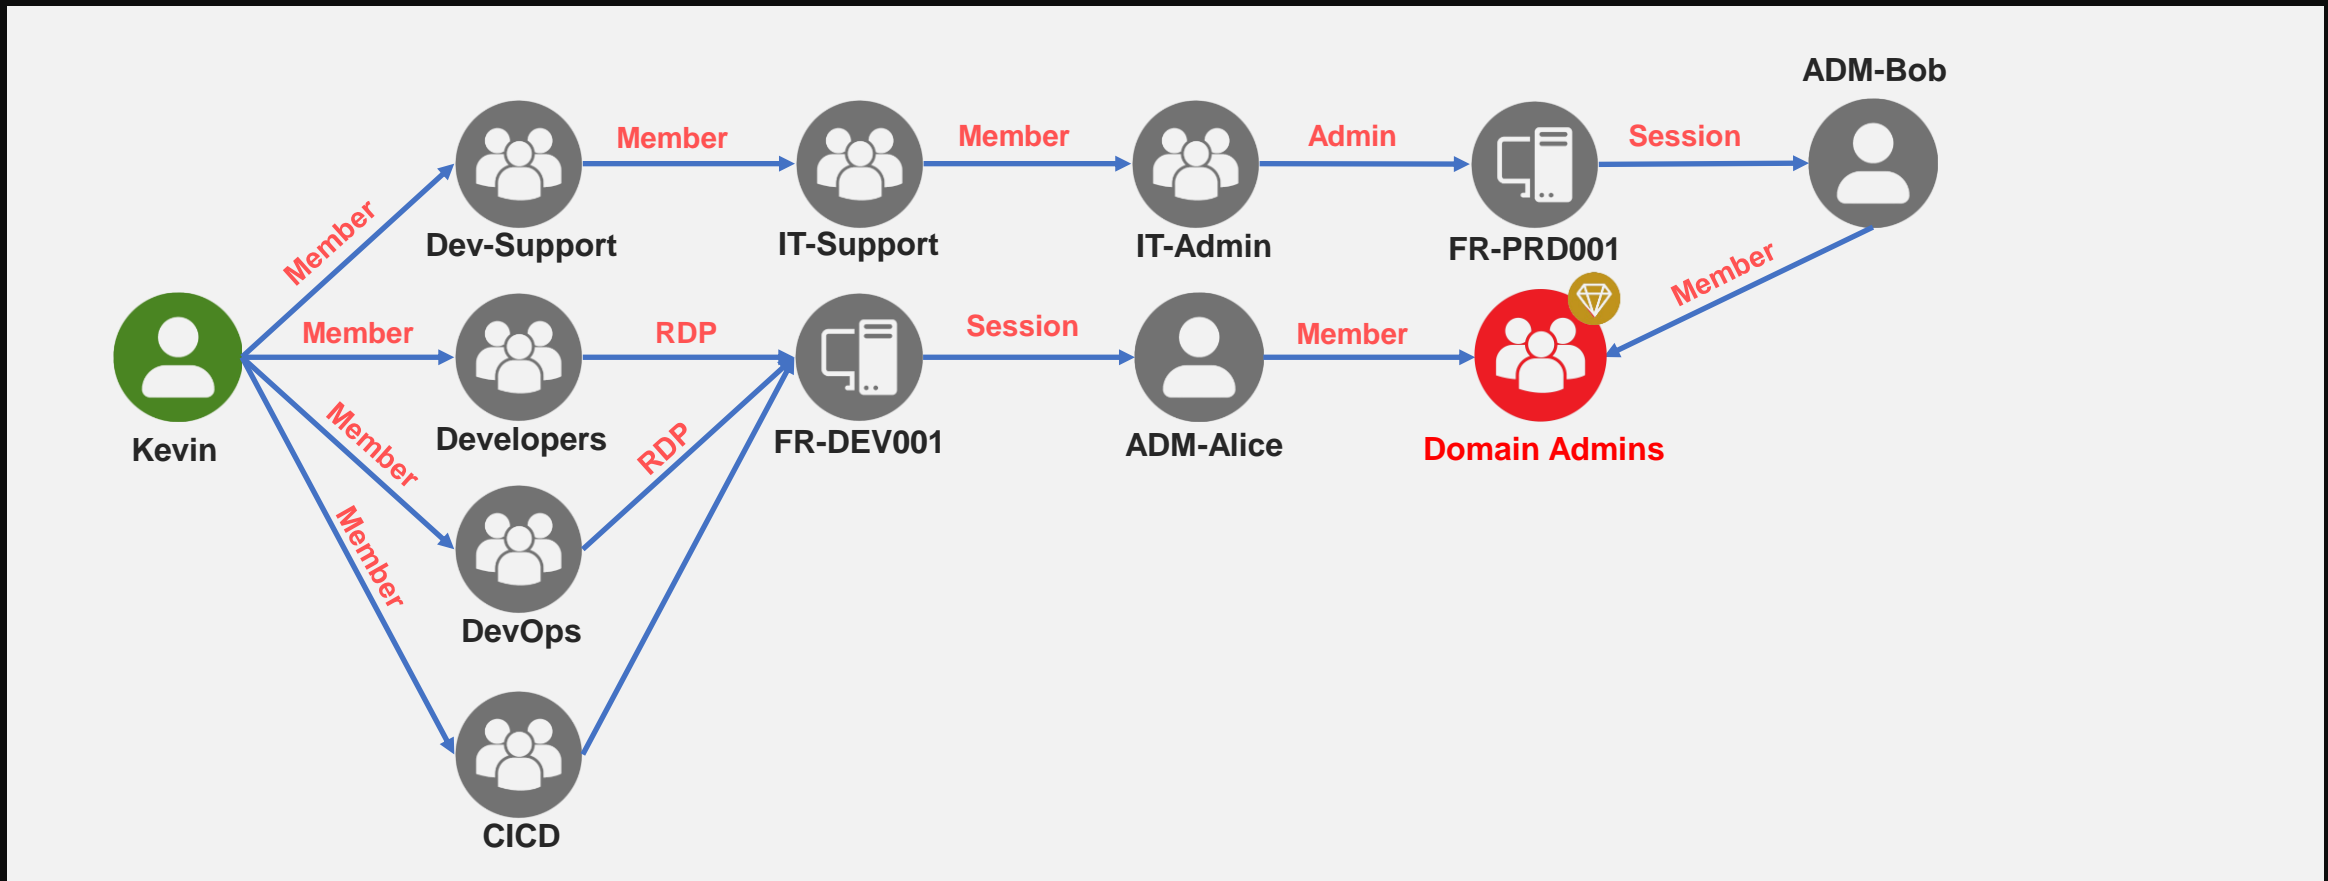 ADM-Bob
Member
Member
Admin
Session
Member
Dev-Support
IT-Support
IT-Admin
FR-PRD001
Member
Member
RDP
Session
Member
Kevin
Developers
FR-DEV001
ADM-Alice
Domain Admins
Member
RDP
Member
DevOps
CICD